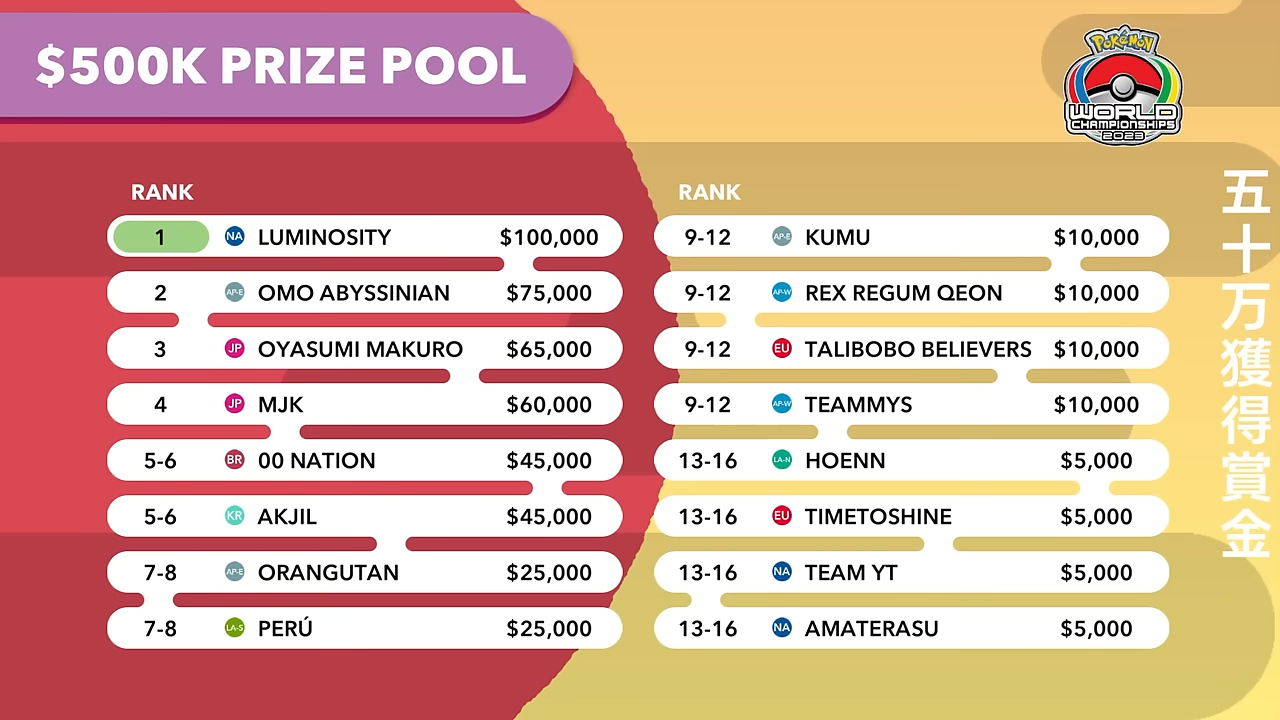 $500K PRIZE POOL
Pokémon
WORLD
CHAMPIONSHIPS
2023
RANK
1 NA LUMINOSITY $100,000
2 AP-E OMO ABYSSINIAN $75,000
3 JP OYASUMI MAKURO $65,000
4 JP MJK $60,000
5-6 BR 00 NATION $45,000
5-6 KR AKJIL $45,000
7-8 AP-E ORANGUTAN $25,000
7-8 LA-S PERÚ $25,000
RANK
9-12 AP-E KUMU $10,000
9-12 AP-W REX REGUM QEON $10,000
9-12 EU TALIBOBO BELIEVERS $10,000
9-12 AP-W TEAMMYS $10,000
13-16 LA-N HOENN $5,000
13-16 EU TIMETOSHINE $5,000
13-16 NA TEAM YT $5,000
13-16 NA AMATERASU $5,000
五十万獲得賞金